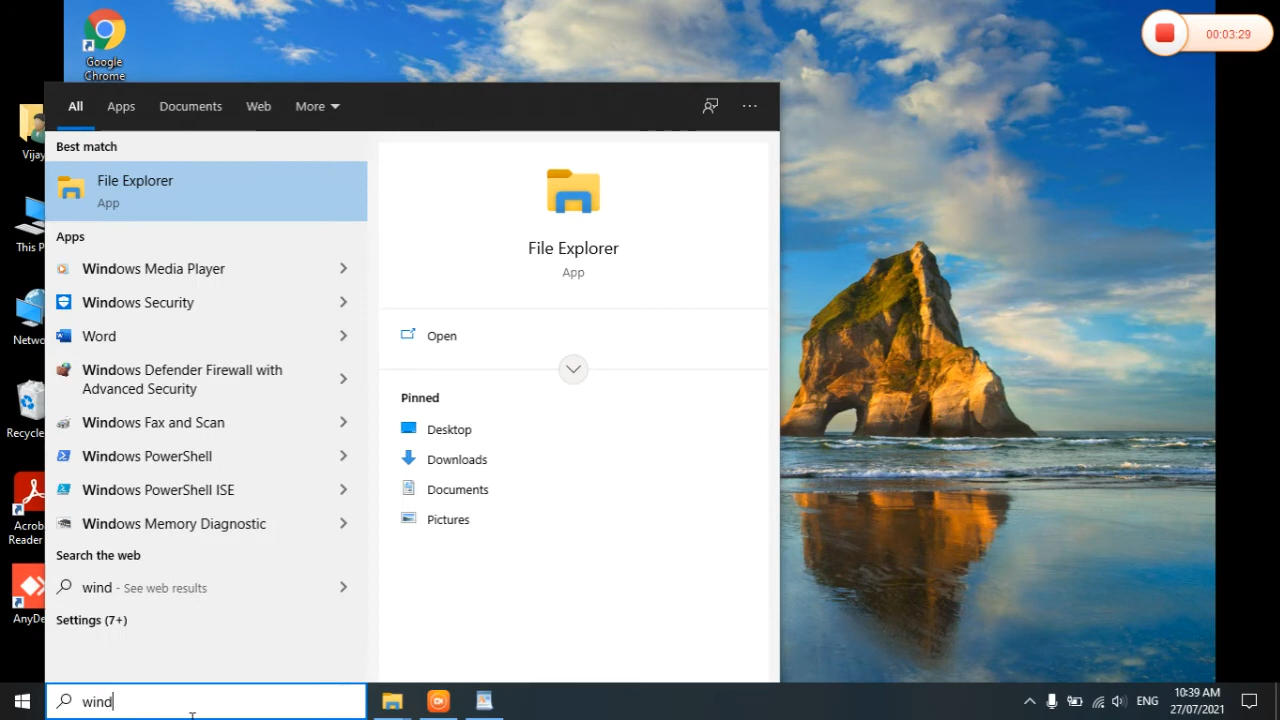 Google
Chrome
00:03:29
All Apps Documents Web More
Vijay
Best match
File Explorer
App
Apps
Windows Media Player
Windows Security
Word
Windows Defender Firewall with
Advanced Security
Windows Fax and Scan
Windows PowerShell
Windows PowerShell ISE
Windows Memory Diagnostic
Search the web
wind - See web results
Settings (7+)
File Explorer
App
Open
Pinned
Desktop
Downloads
Documents
Pictures
This P
Netwo
Recycle
Acrob
Reader
AnyDe
wind
ENG
10:39 AM
27/07/2021